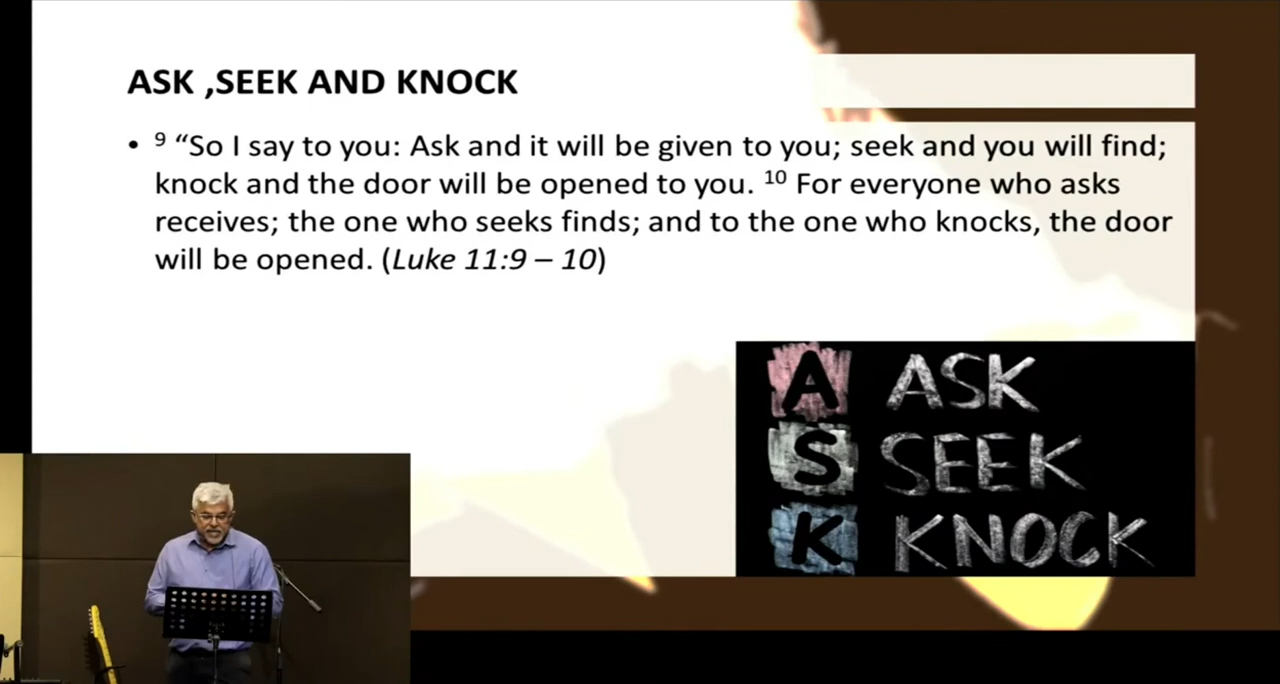 ASK ,SEEK AND KNOCK
• ⁹ “So I say to you: Ask and it will be given to you; seek and you will find;
knock and the door will be opened to you. ¹⁰ For everyone who asks
receives; the one who seeks finds; and to the one who knocks, the door
will be opened. (Luke 11:9 – 10)
A ASK
S SEEK
K KNOCK